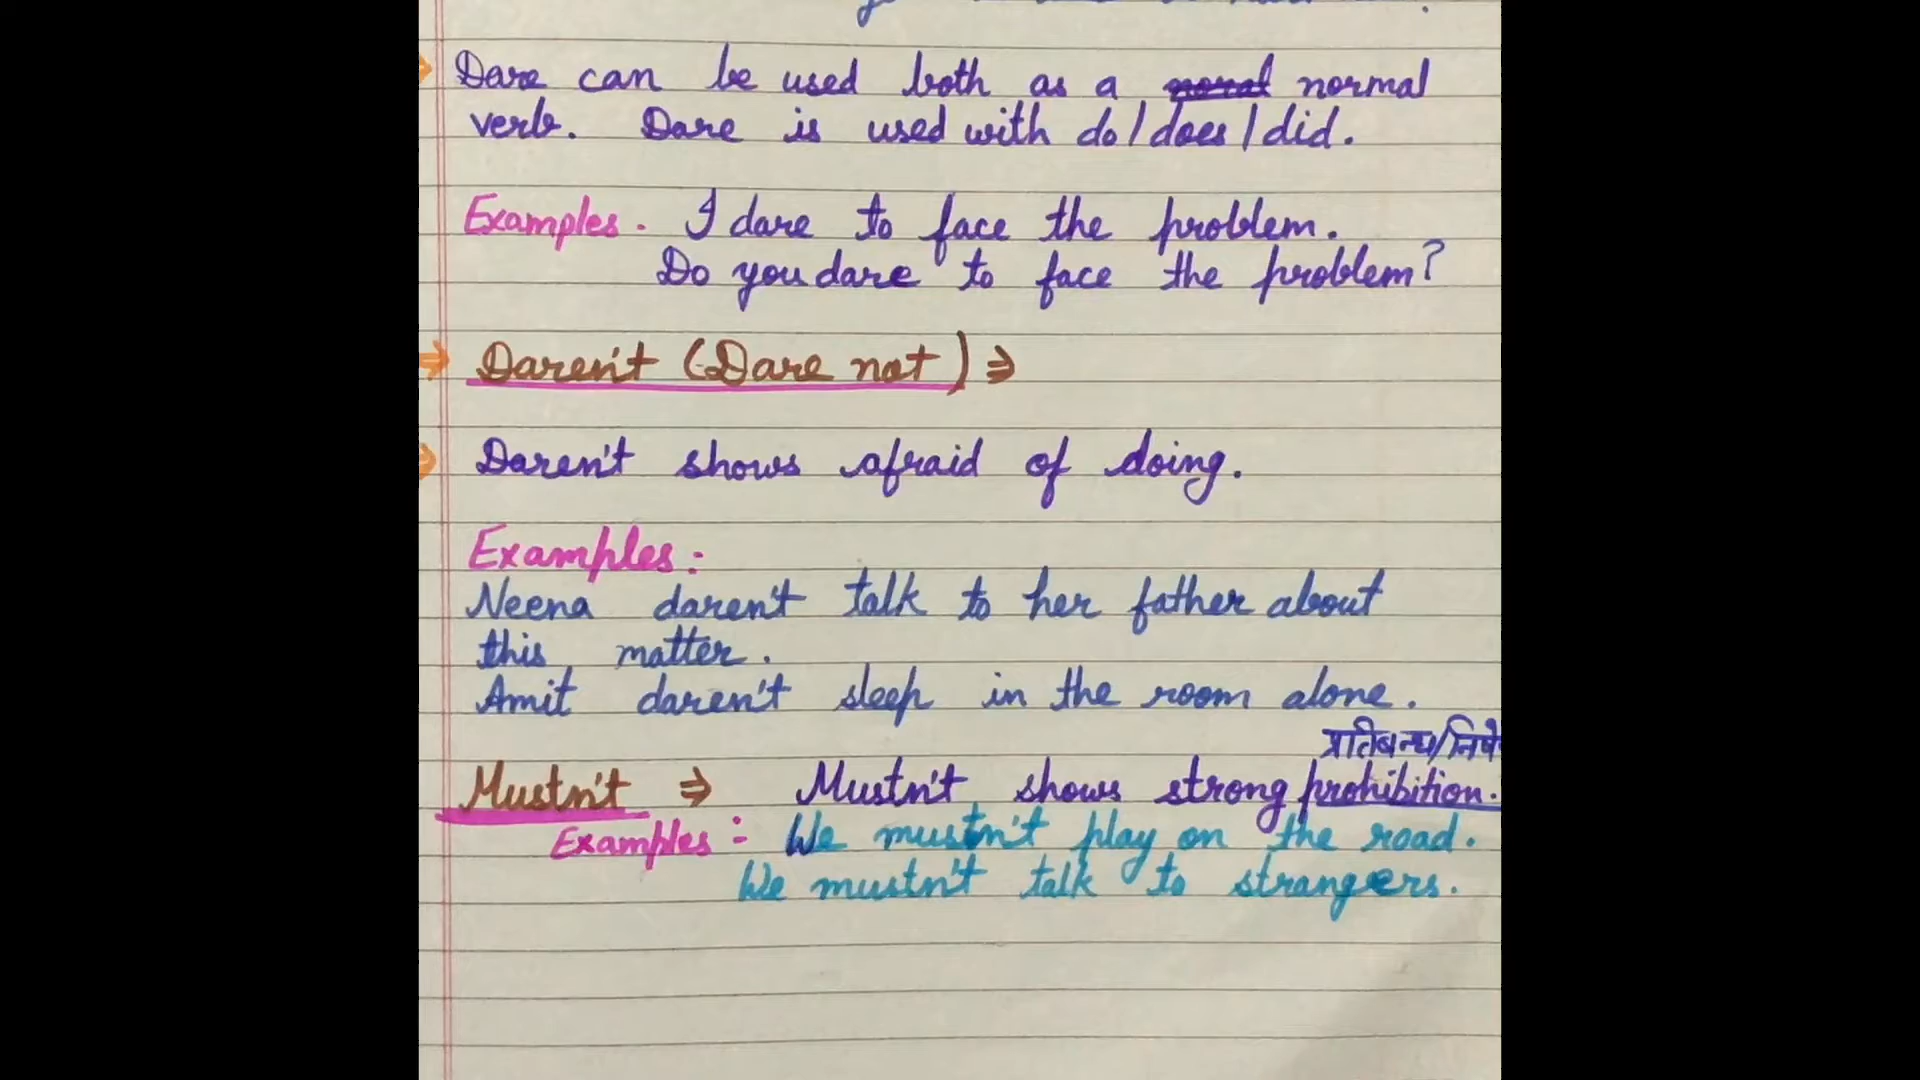 Dare can be used both as a normal
verb. Dare is used with do/does/did.
Examples. I dare to face the problem.
Do you dare to face the problem?
⇒ Daren't (Dare not) ⇒
Daren't shows afraid of doing.
Examples:
Neena daren't talk to her father about
this matter.
Amit daren't sleep in the room alone.
प्रतिबन्ध/निषे
Mustn't ⇒ Mustn't shows strong prohibition.
Examples: We mustn't play on the road.
We mustn't talk to strangers.